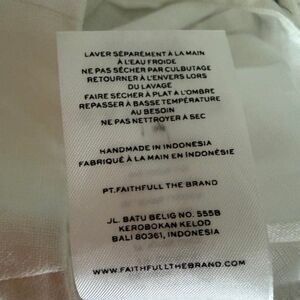 LAVER SÉPARÉMENT À LA MAIN
À L'EAU FROIDE
NE PAS SÉCHER PAR CULBUTAGE
RETOURNER À L'ENVERS LORS
DU LAVAGE
FAIRE SÉCHER À PLAT A L'OMBRE
REPASSER À BASSE TEMPÉRATURE
AU BESOIN
NE PAS NETTROYER À SEC
HANDMADE IN INDONESIA
FABRIQUÉ À LA MAIN EN INDONÉSIE
PT.FAITHFULL THE BRAND
JL. BATU BELIG NO. 555B
KEROBOKAN KELOD
BALI 80361, INDONESIA
WWW.FAITHFULLTHEBRAND.COM